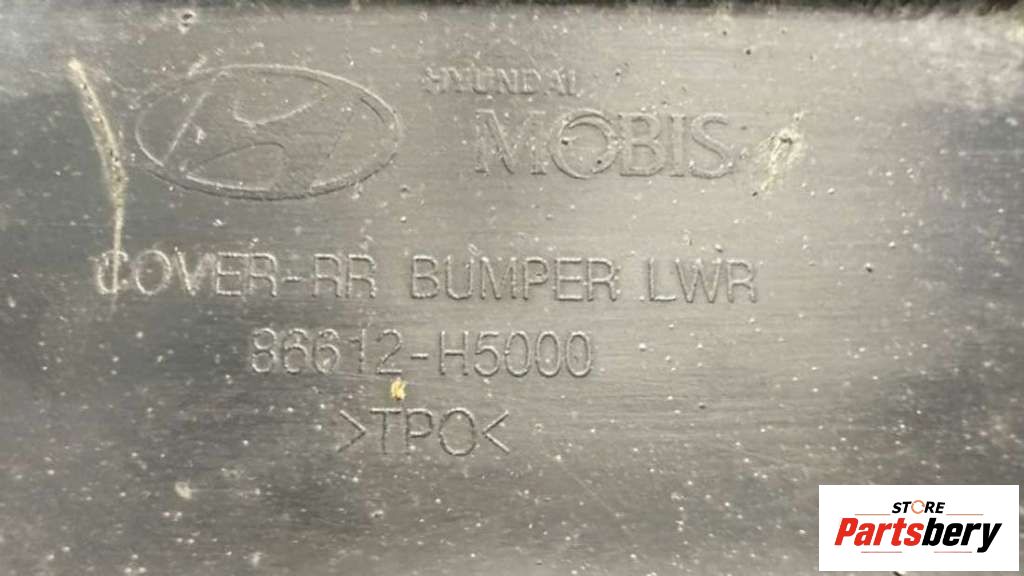 HYUNDAI
MOBIS
COVER-RR BUMPER LWR
86612-H5000
>TPO<
STORE
Partsbery